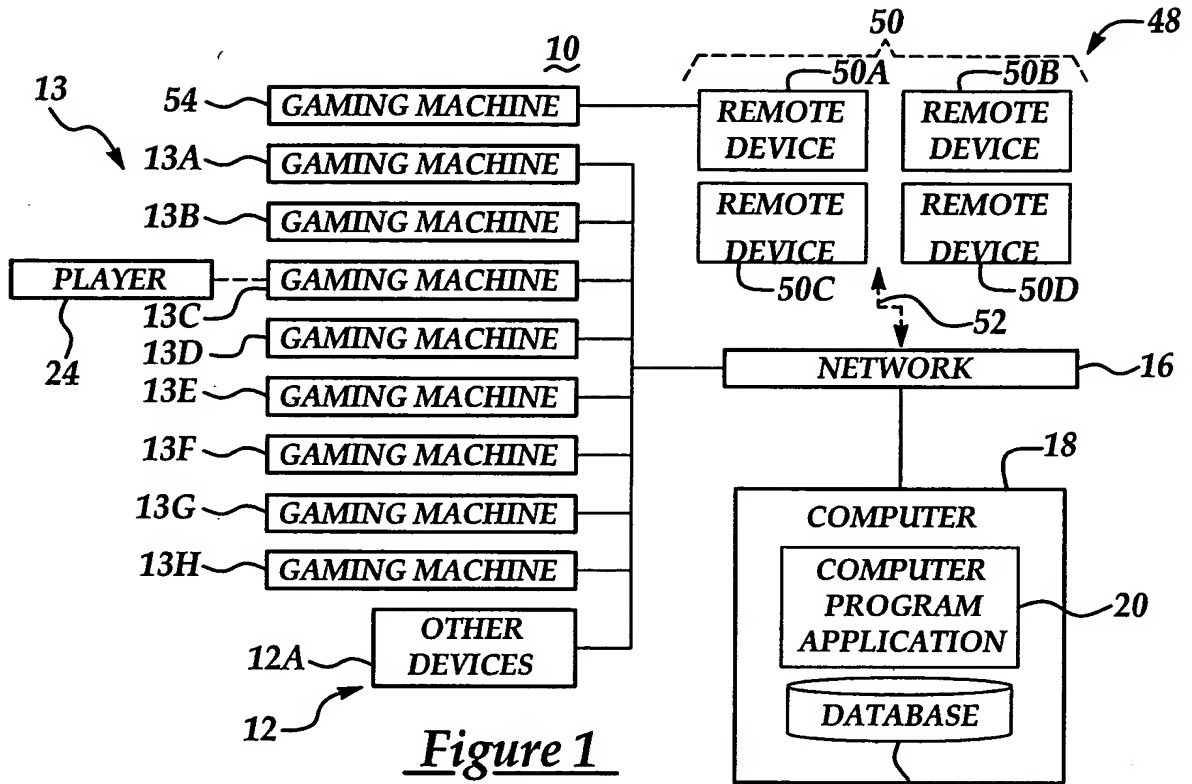 10
50
48
13
54
GAMING MACHINE
50A
50B
REMOTE
DEVICE
REMOTE
DEVICE
13A
GAMING MACHINE
13B
GAMING MACHINE
REMOTE
DEVICE
REMOTE
DEVICE
PLAYER
24
13C
GAMING MACHINE
50C
50D
52
13D
GAMING MACHINE
NETWORK
16
13E
GAMING MACHINE
13F
GAMING MACHINE
18
13G
GAMING MACHINE
COMPUTER
13H
GAMING MACHINE
COMPUTER
PROGRAM
APPLICATION
20
OTHER
DEVICES
12A
12
DATABASE
Figure 1